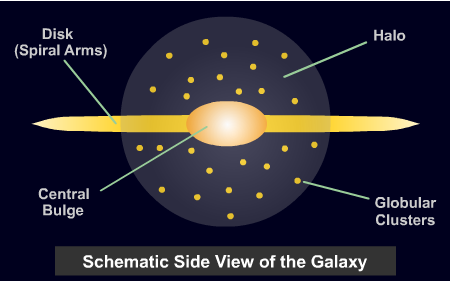 Disk
(Spiral Arms)
Halo
Central
Bulge
Globular
Clusters
Schematic Side View of the Galaxy